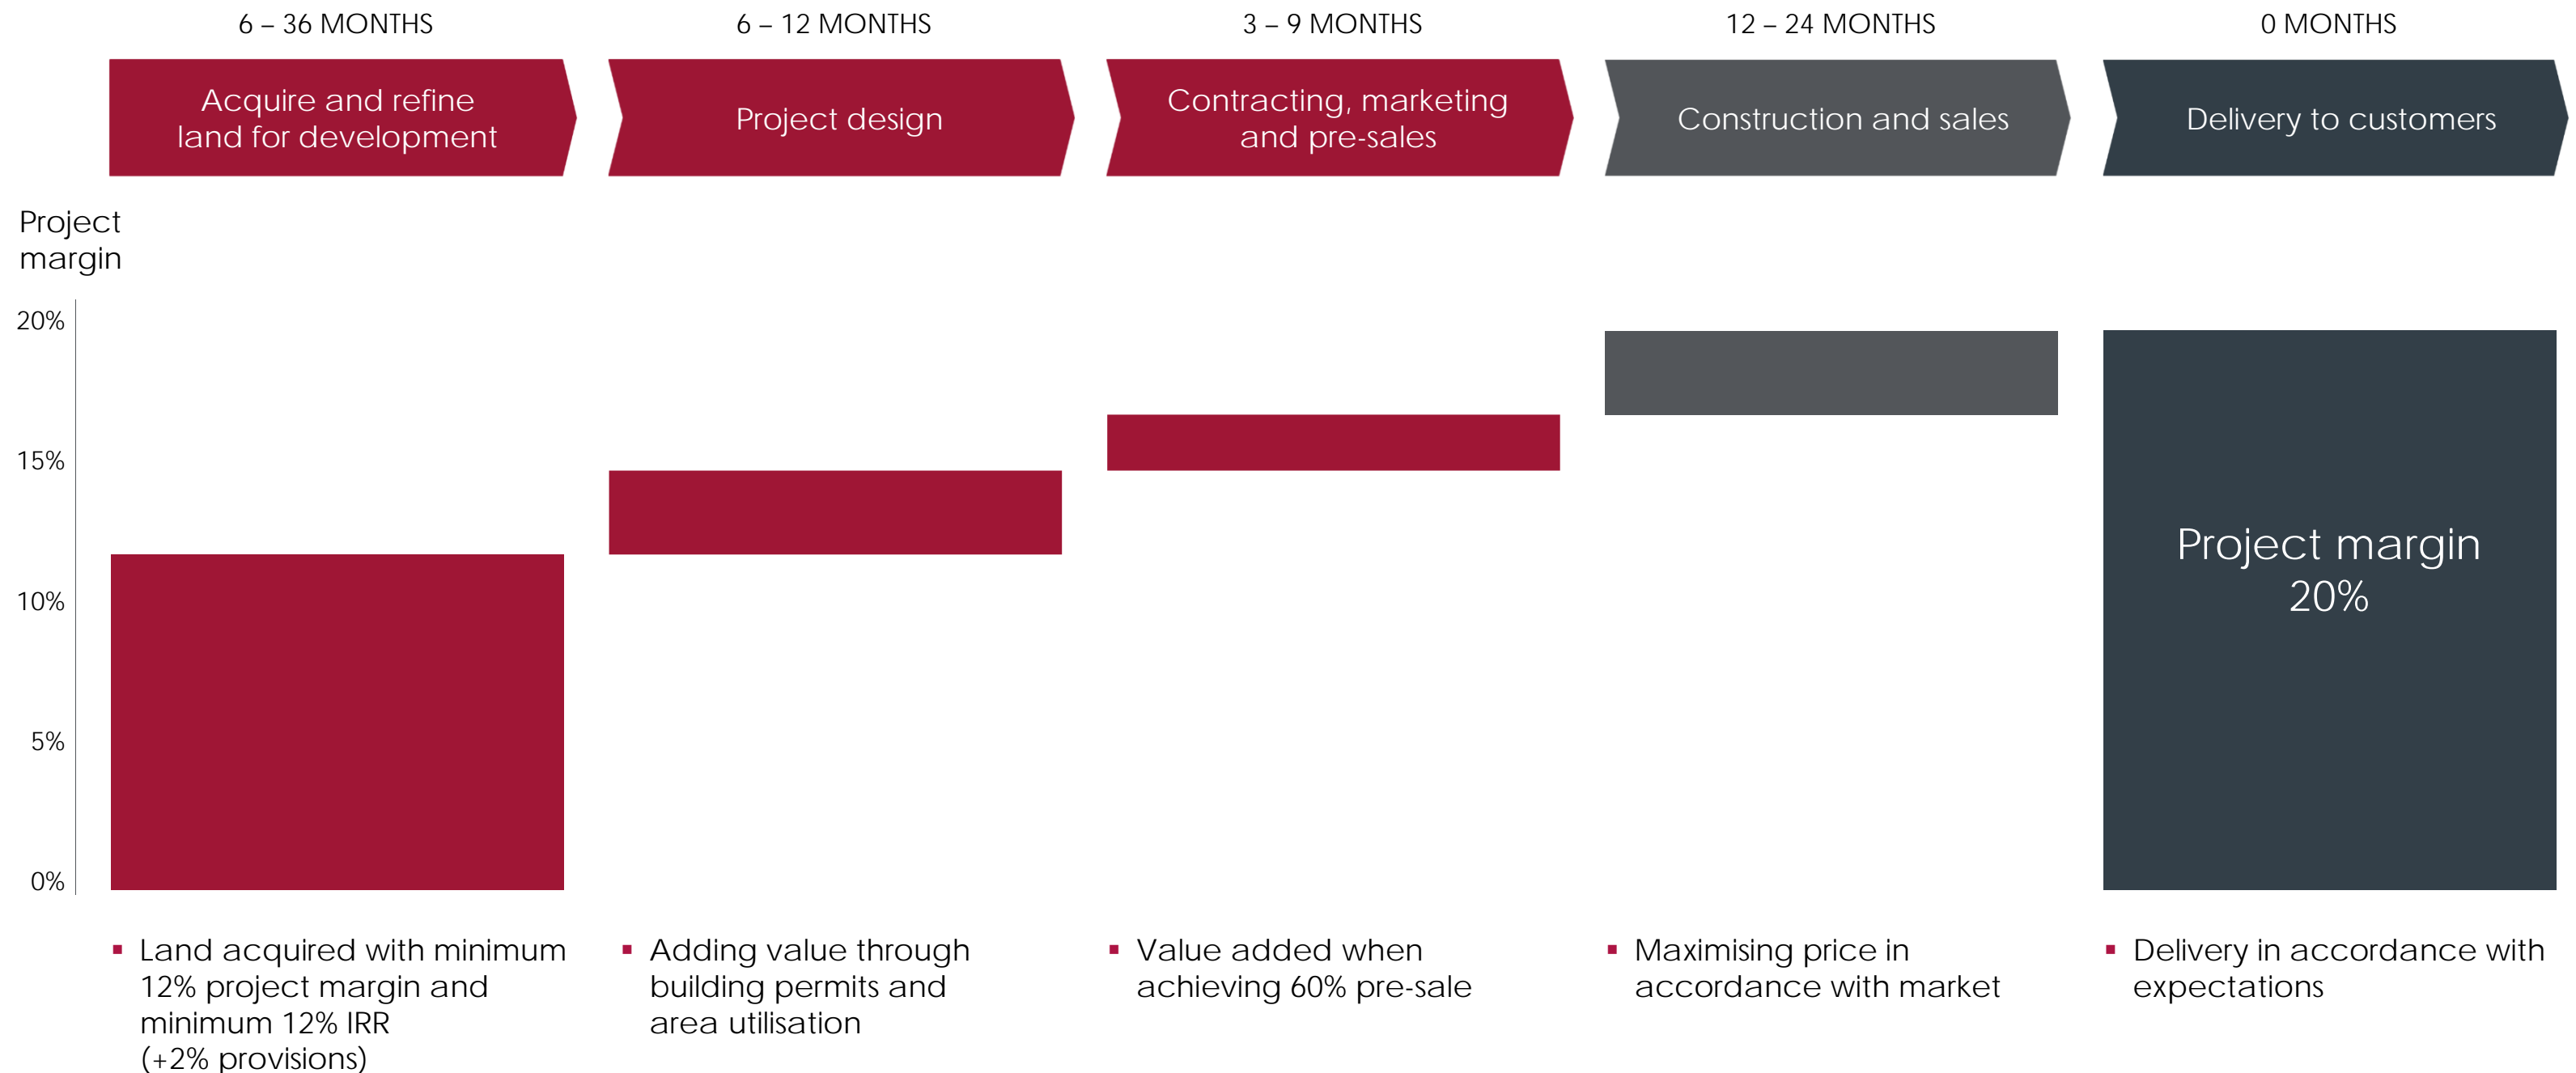 6 – 36 MONTHS
6 – 12 MONTHS
3 – 9 MONTHS
12 – 24 MONTHS
0 MONTHS
Acquire and refine
land for development
Project design
Contracting, marketing
and pre-sales
Construction and sales
Delivery to customers
Project
margin
20%
15%
10%
5%
0%
Project margin
20%
▪ Land acquired with minimum
12% project margin and
minimum 12% IRR
(+2% provisions)
▪ Adding value through
building permits and
area utilisation
▪ Value added when
achieving 60% pre-sale
▪ Maximising price in
accordance with market
▪ Delivery in accordance with
expectations